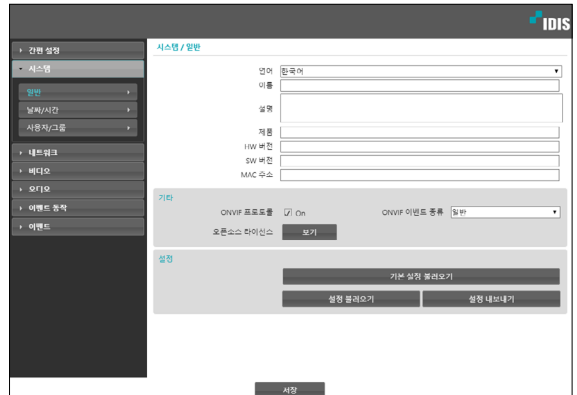 IDIS
간편 설정
시스템
일반
날짜/시간
사용자/그룹
네트워크
비디오
오디오
이벤트 동작
이벤트
시스템 / 일반
언어 한국어
이름
설명
제품
HW 버전
SW 버전
MAC 주소
기타
ONVIF 프로토콜 On ONVIF 이벤트 종류 일반
오픈소스 라이선스 보기
설정
기본 설정 불러오기
설정 불러오기 설정 내보내기
저장